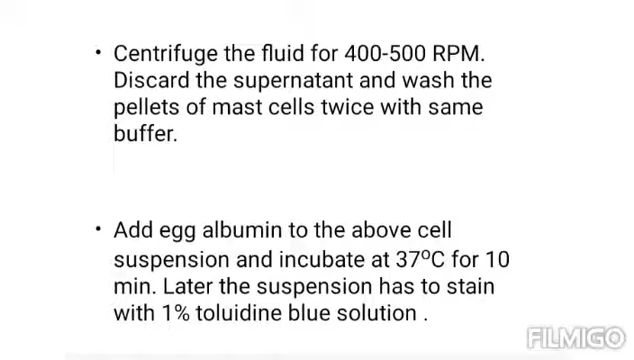 • Centrifuge the fluid for 400-500 RPM.
Discard the supernatant and wash the
pellets of mast cells twice with same
buffer.
• Add egg albumin to the above cell
suspension and incubate at 37⁰C for 10
min. Later the suspension has to stain
with 1% toluidine blue solution .
FILMIGO